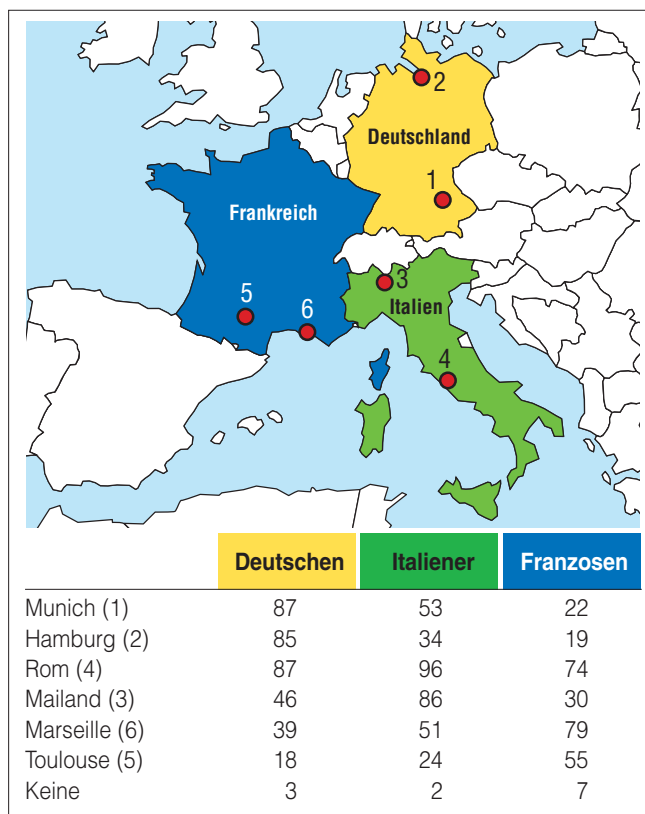 2
Deutschland
1
Frankreich
3
5
6
Italien
4
Deutschen Italiener Franzosen
Munich (1) 87 53 22
Hamburg (2) 85 34 19
Rom (4) 87 96 74
Mailand (3) 46 86 30
Marseille (6) 39 51 79
Toulouse (5) 18 24 55
Keine 3 2 7